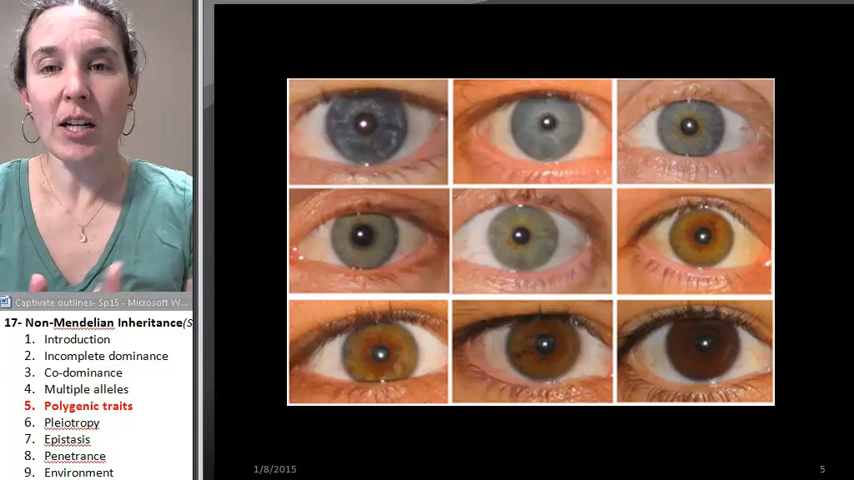 Captivate outlines- Sp15 - Microsoft W...
17- Non-Mendelian Inheritance(S
1. Introduction
2. Incomplete dominance
3. Co-dominance
4. Multiple alleles
5. Polygenic traits
6. Pleiotropy
7. Epistasis
8. Penetrance
9. Environment
1/8/2015
5